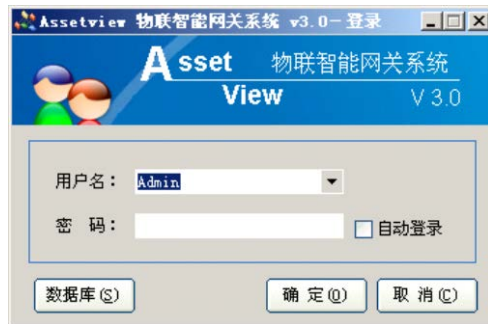 Assetview 物联智能网关系统 v3.0-登录
Asset 物联智能网关系统
View V 3.0
用户名： Admin
密 码： 自动登录
数据库(S) 确 定(O) 取 消(C)